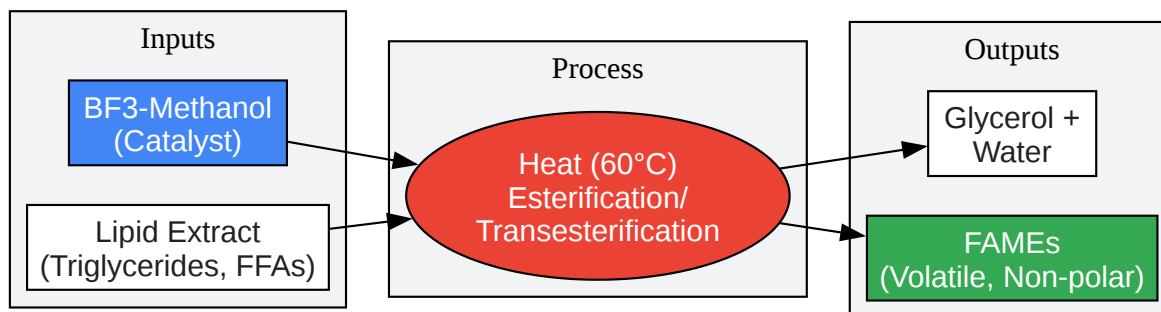 Inputs
BF3-Methanol
(Catalyst)
Lipid Extract
(Triglycerides, FFAs)
Process
Heat (60°C)
Esterification/
Transesterification
Outputs
Glycerol +
Water
FAMEs
(Volatile, Non-polar)